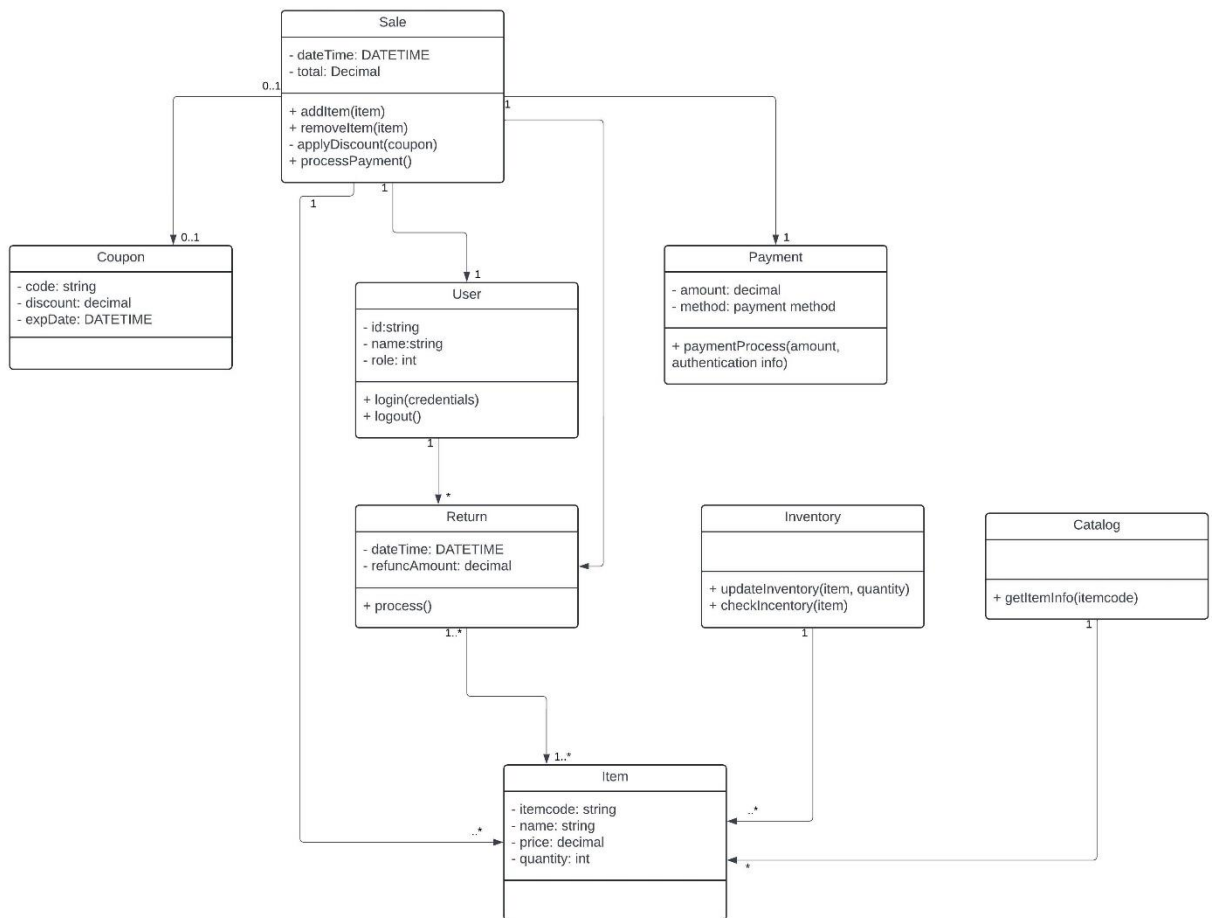 Sale
- dateTime: DATETIME
- total: Decimal
+ addItem(item)
+ removeItem(item)
- applyDiscount(coupon)
+ processPayment()
0..1
1
1
1
0..1
Coupon
- code: string
- discount: decimal
- expDate: DATETIME
1
User
- id:string
- name:string
- role: int
+ login(credentials)
+ logout()
1
1
Payment
- amount: decimal
- method: payment method
+ paymentProcess(amount,
authentication info)
*
Return
- dateTime: DATETIME
- refuncAmount: decimal
+ process()
1..*
Inventory
+ updateInventory(item, quantity)
+ checkIncentory(item)
1
Catalog
+ getItemInfo(itemcode)
1
1..*
Item
- itemcode: string
- name: string
- price: decimal
- quantity: int
..*
..*
*